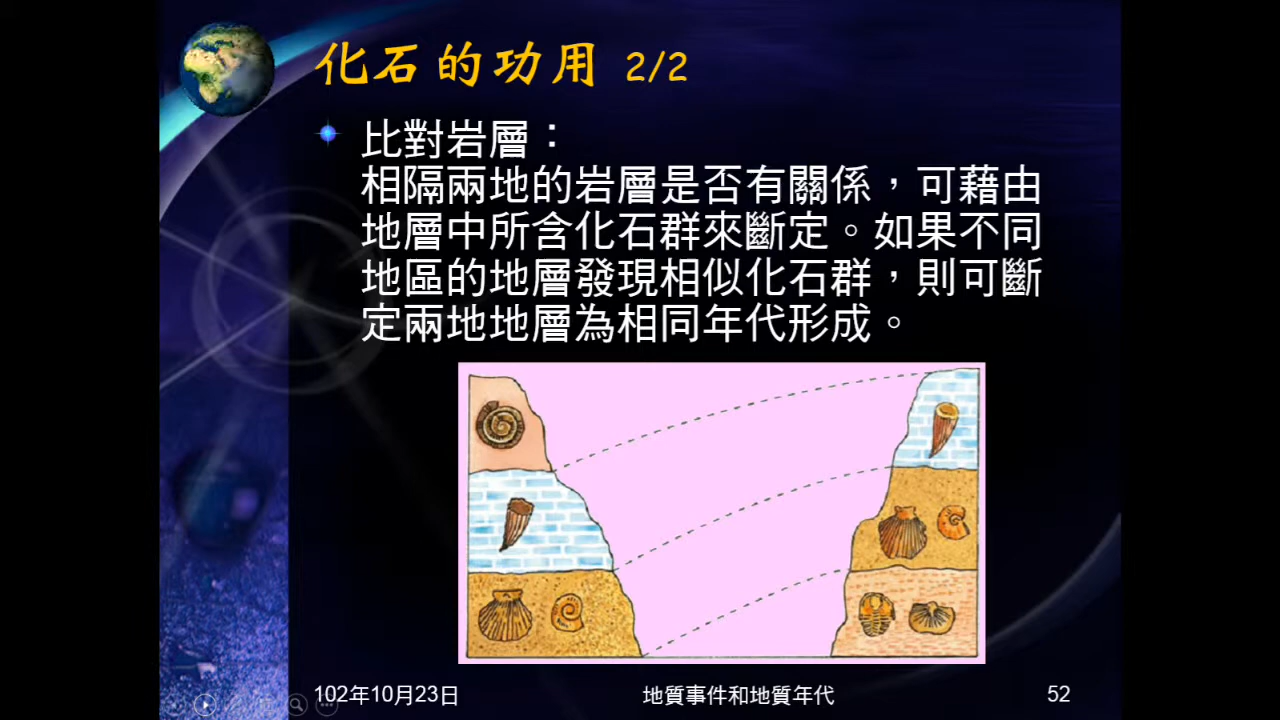 化石的功用 2/2
比對岩層：
相隔兩地的岩層是否有關係，可藉由
地層中所含化石群來斷定。如果不同
地區的地層發現相似化石群，則可斷
定兩地地層為相同年代形成。
102年10月23日
地質事件和地質年代
52